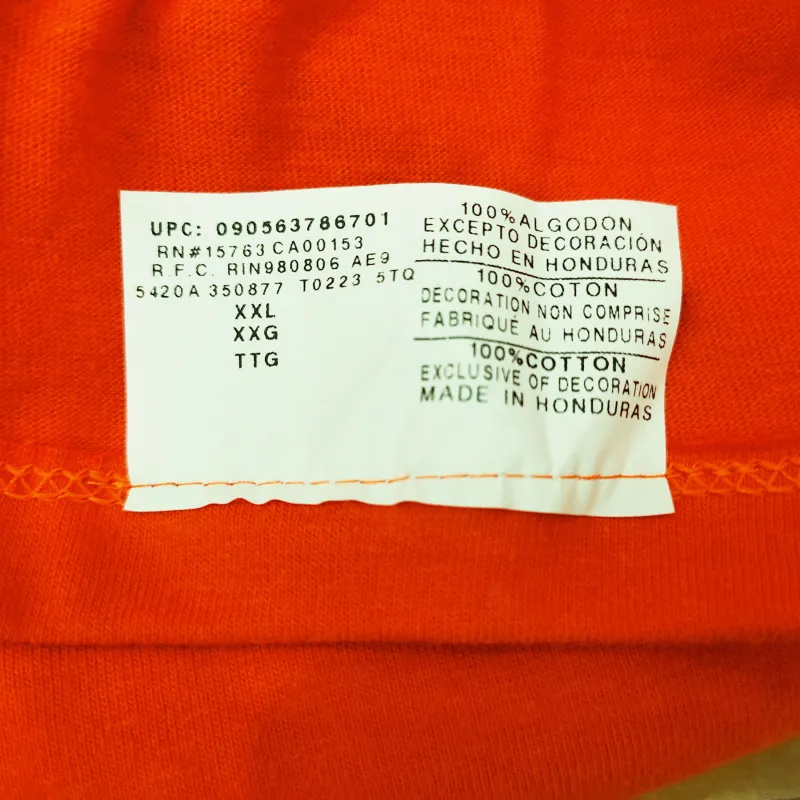 UPC: 090563786701
RN#15763 CA00153
R.F.C. RIN980806 AE9
5420A 350877 T0223 5TQ
XXL
XXG
TTG
100%ALGODON
EXCEPTO DECORACIÓN
HECHO EN HONDURAS
100%COTON
DECORATION NON COMPRISE
FABRIQUÉ AU HONDURAS
100%COTTON
EXCLUSIVE OF DECORATION
MADE IN HONDURAS